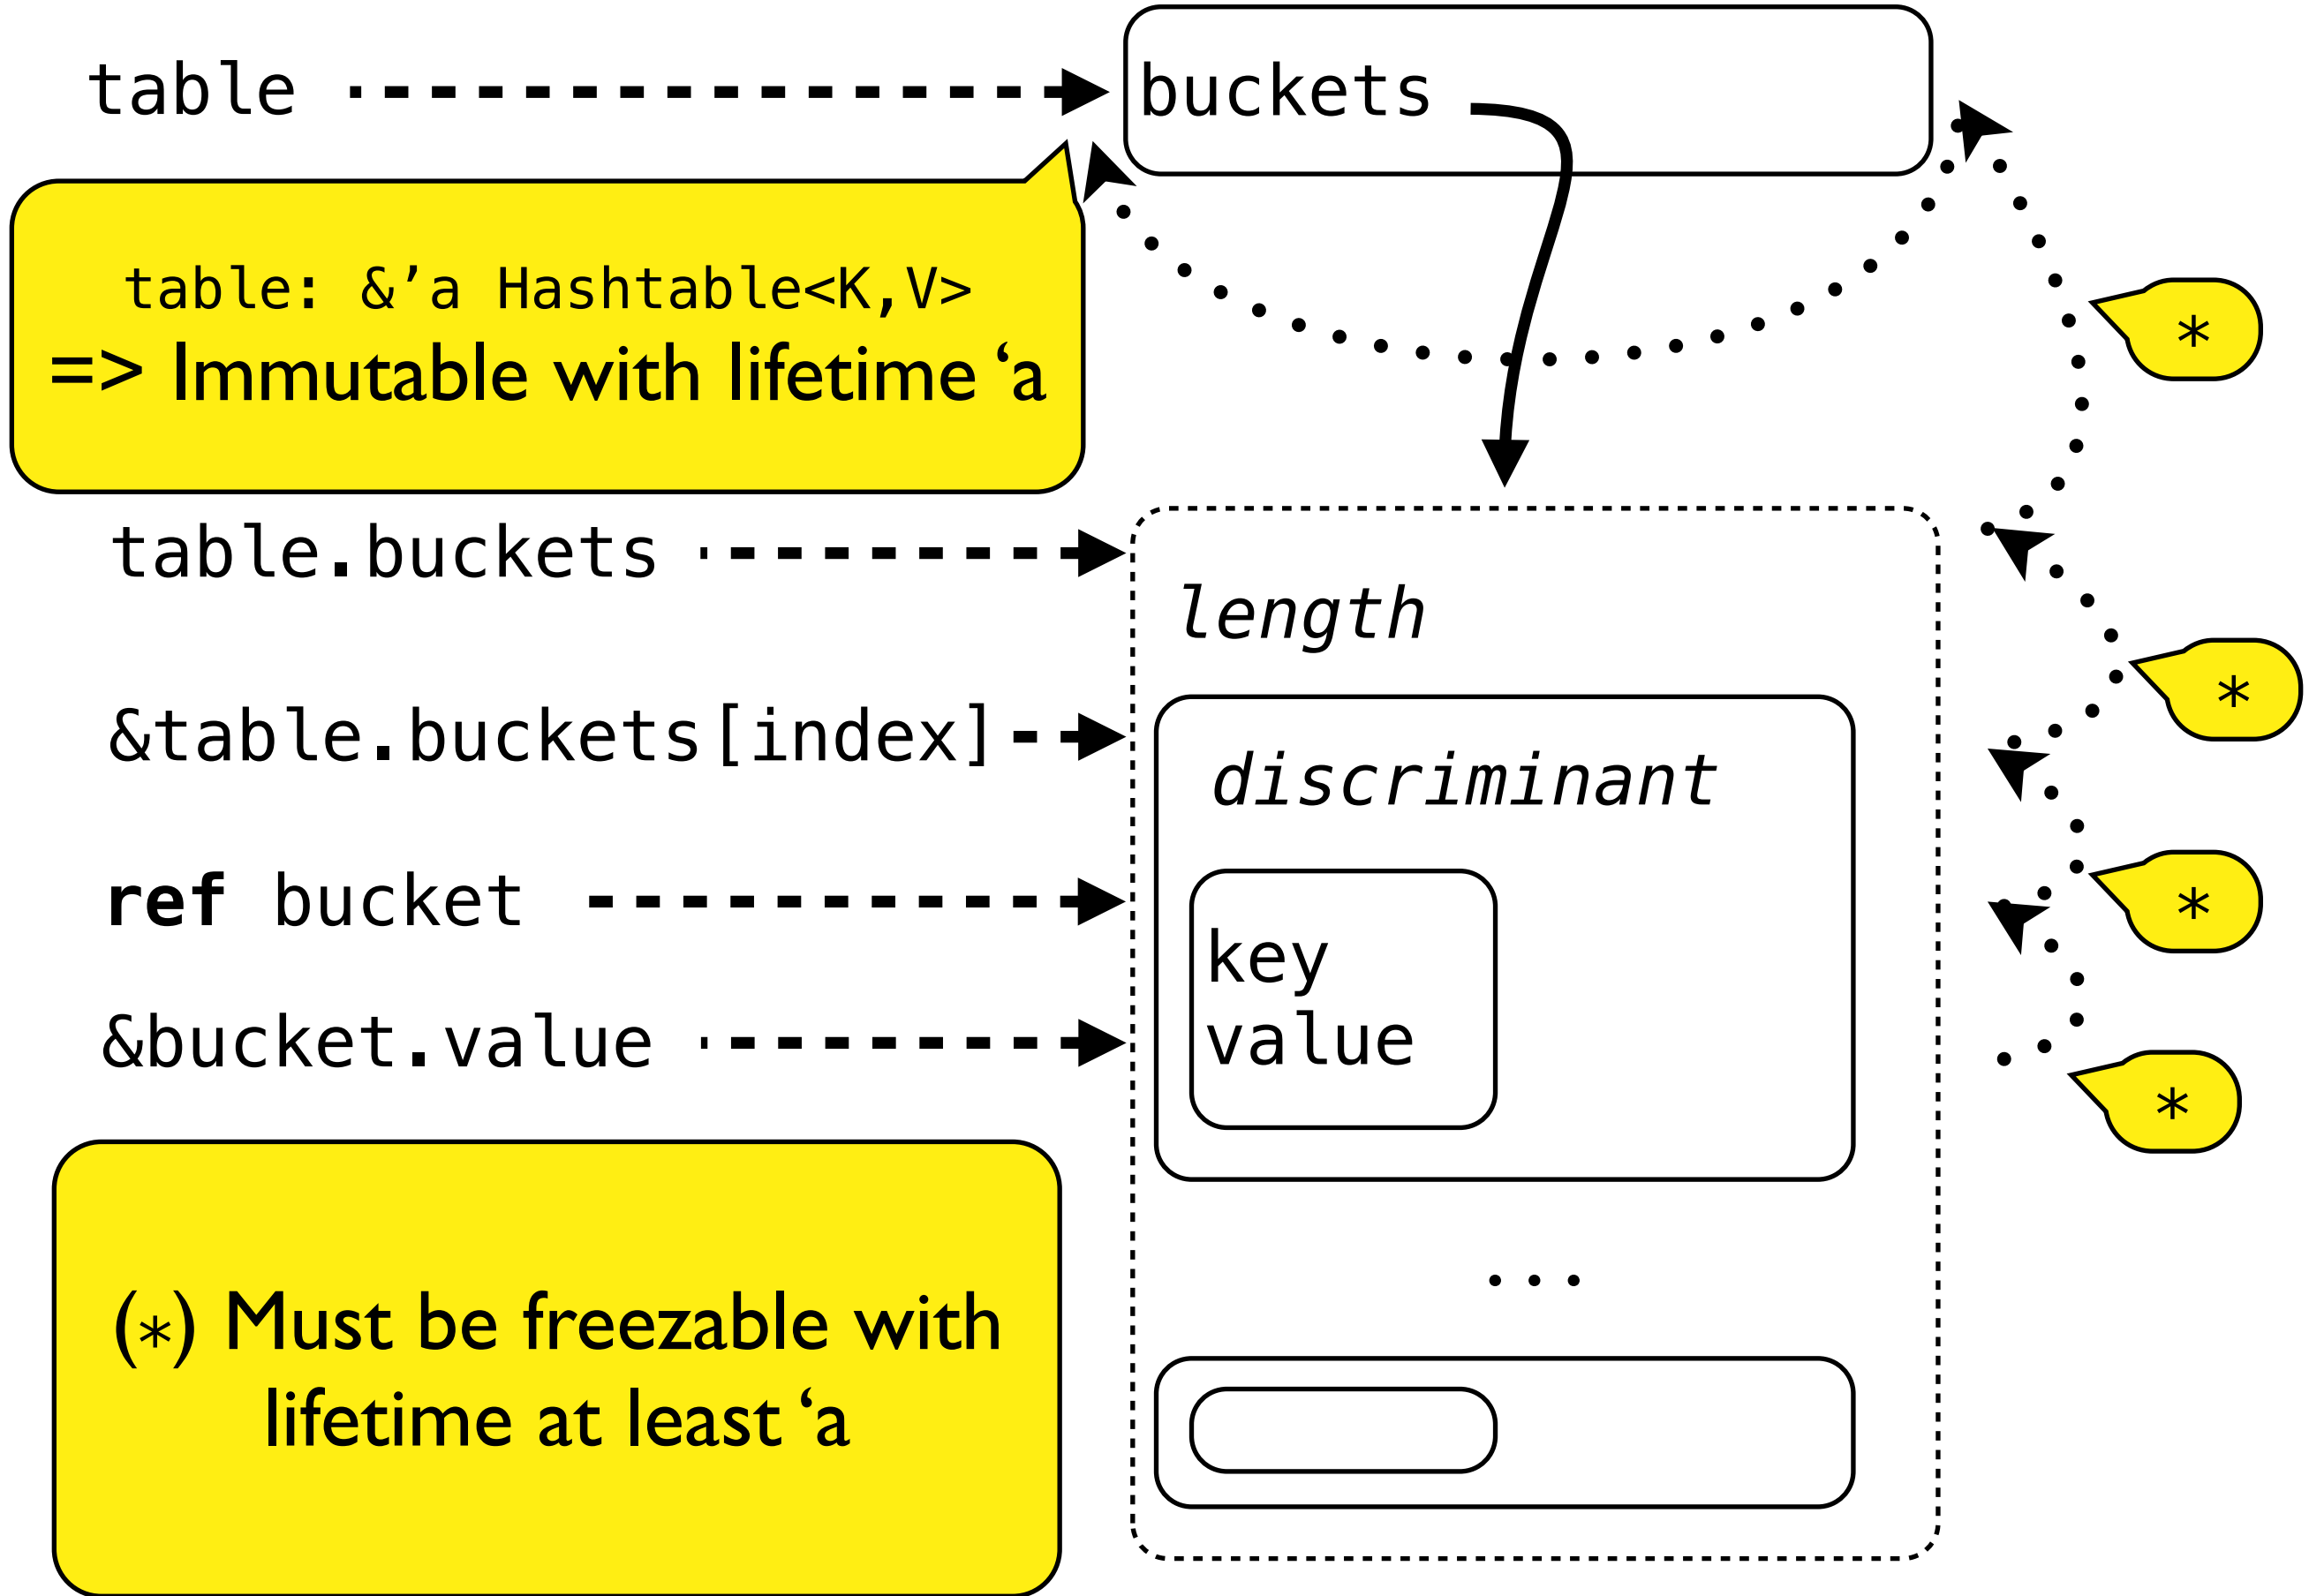 table
buckets
table: &’a Hashtable<K,V>
=> Immutable with lifetime ‘a
*
table.buckets
length
*
&table.buckets[index]
discriminant
ref bucket
*
key
&bucket.value
value
*
...
(*) Must be freezable with
lifetime at least ‘a